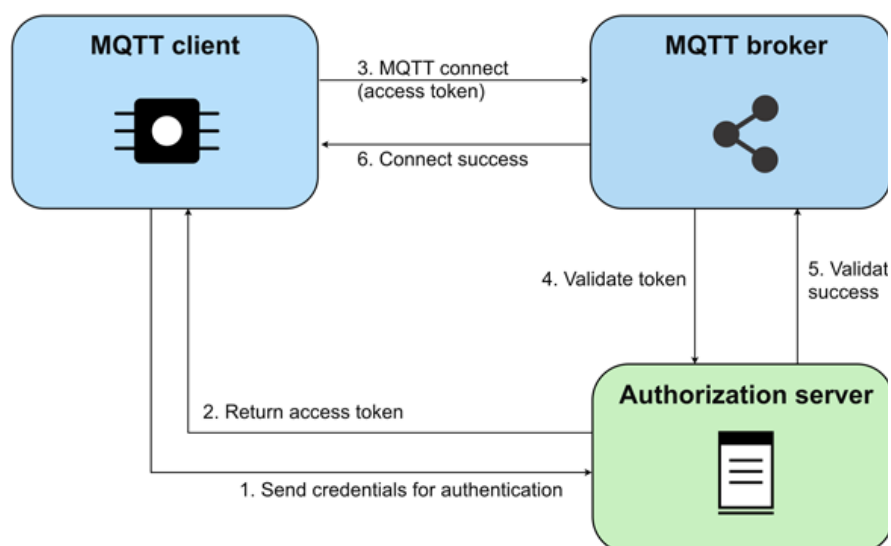 MQTT client
MQTT broker
3. MQTT connect
(access token)
6. Connect success
4. Validate token
5. Validat
success
Authorization server
2. Return access token
1. Send credentials for authentication